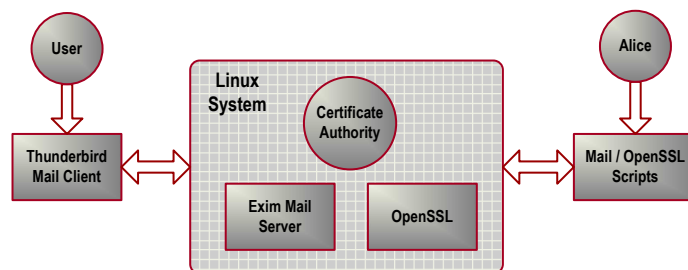 User
Alice
Linux
System
Certificate
Authority
Thunderbird
Mail Client
Mail / OpenSSL
Scripts
Exim Mail
Server
OpenSSL